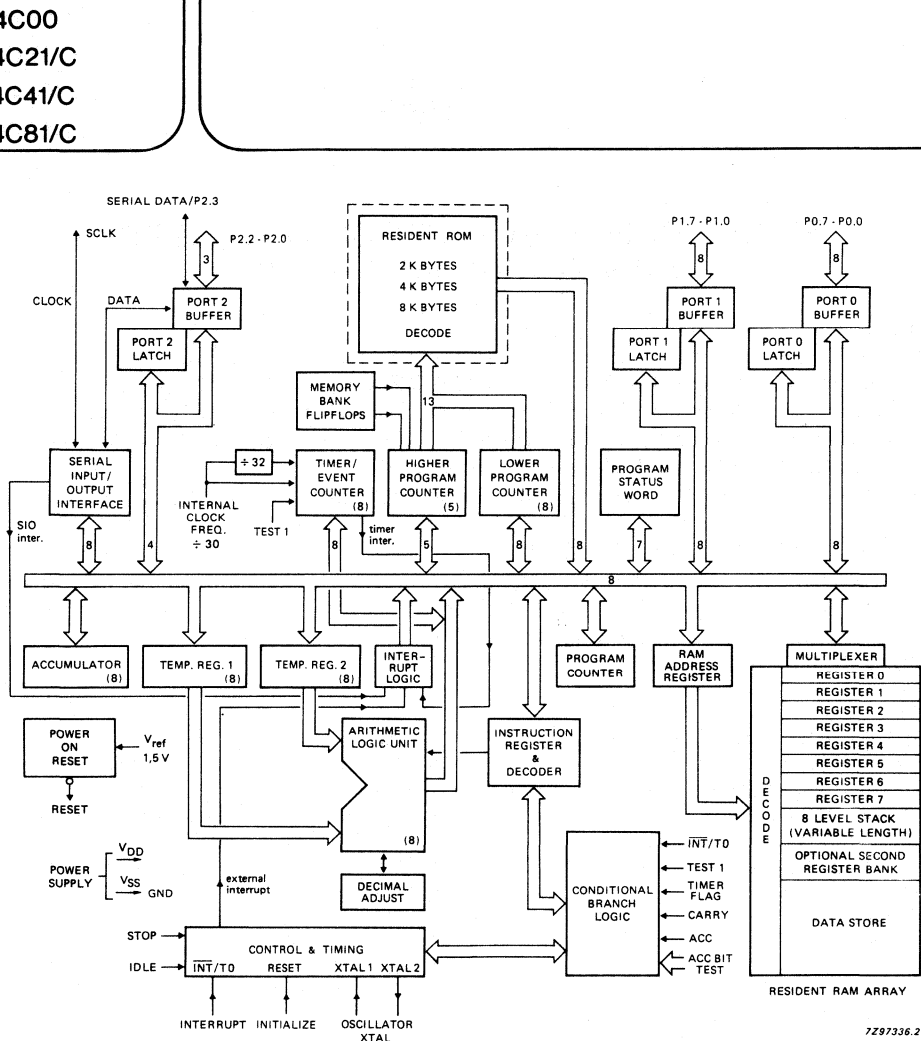 4C00
4C21/C
4C41/C
4C81/C
SERIAL DATA/P2.3
SCLK
P2.2 - P2.0
3
CLOCK
DATA
PORT 2
BUFFER
PORT 2
LATCH
RESIDENT ROM
2 K BYTES
4 K BYTES
8 K BYTES
DECODE
P1.7 - P1.0
8
PORT 1
BUFFER
PORT 1
LATCH
P0.7 - P0.0
8
PORT 0
BUFFER
PORT 0
LATCH
MEMORY
BANK
FLIPFLOPS
13
SERIAL
INPUT/
OUTPUT
INTERFACE
÷ 32
INTERNAL
CLOCK
FREQ.
÷ 30
TEST 1
TIMER/
EVENT
COUNTER
(8)
timer
inter.
HIGHER
PROGRAM
COUNTER
(5)
LOWER
PROGRAM
COUNTER
(8)
PROGRAM
STATUS
WORD
SIO
inter.
8
4
8
5
8
8
7
8
8
8
ACCUMULATOR
(8)
TEMP. REG. 1
(8)
TEMP. REG. 2
(8)
INTER-
RUPT
LOGIC
PROGRAM
COUNTER
RAM
ADDRESS
REGISTER
MULTIPLEXER
REGISTER 0
REGISTER 1
REGISTER 2
REGISTER 3
REGISTER 4
REGISTER 5
REGISTER 6
REGISTER 7
8 LEVEL STACK
(VARIABLE LENGTH)
OPTIONAL SECOND
REGISTER BANK
DATA STORE
DECODE
RESIDENT RAM ARRAY
POWER
ON
RESET
Vref
1,5 V
RESET
ARITHMETIC
LOGIC UNIT
(8)
INSTRUCTION
REGISTER
&
DECODER
POWER
SUPPLY
VDD
VSS
GND
external
interrupt
DECIMAL
ADJUST
CONDITIONAL
BRANCH
LOGIC
INT/T0
TEST 1
TIMER
FLAG
CARRY
ACC
ACC BIT
TEST
STOP
IDLE
CONTROL & TIMING
INT/T0 RESET XTAL 1 XTAL 2
INTERRUPT INITIALIZE OSCILLATOR
XTAL
7Z97336.2